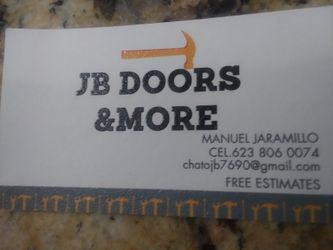 JB DOORS
&MORE
MANUEL JARAMILLO
CEL.623 806 0074
chatojb7690@gmail.com
FREE ESTIMATES